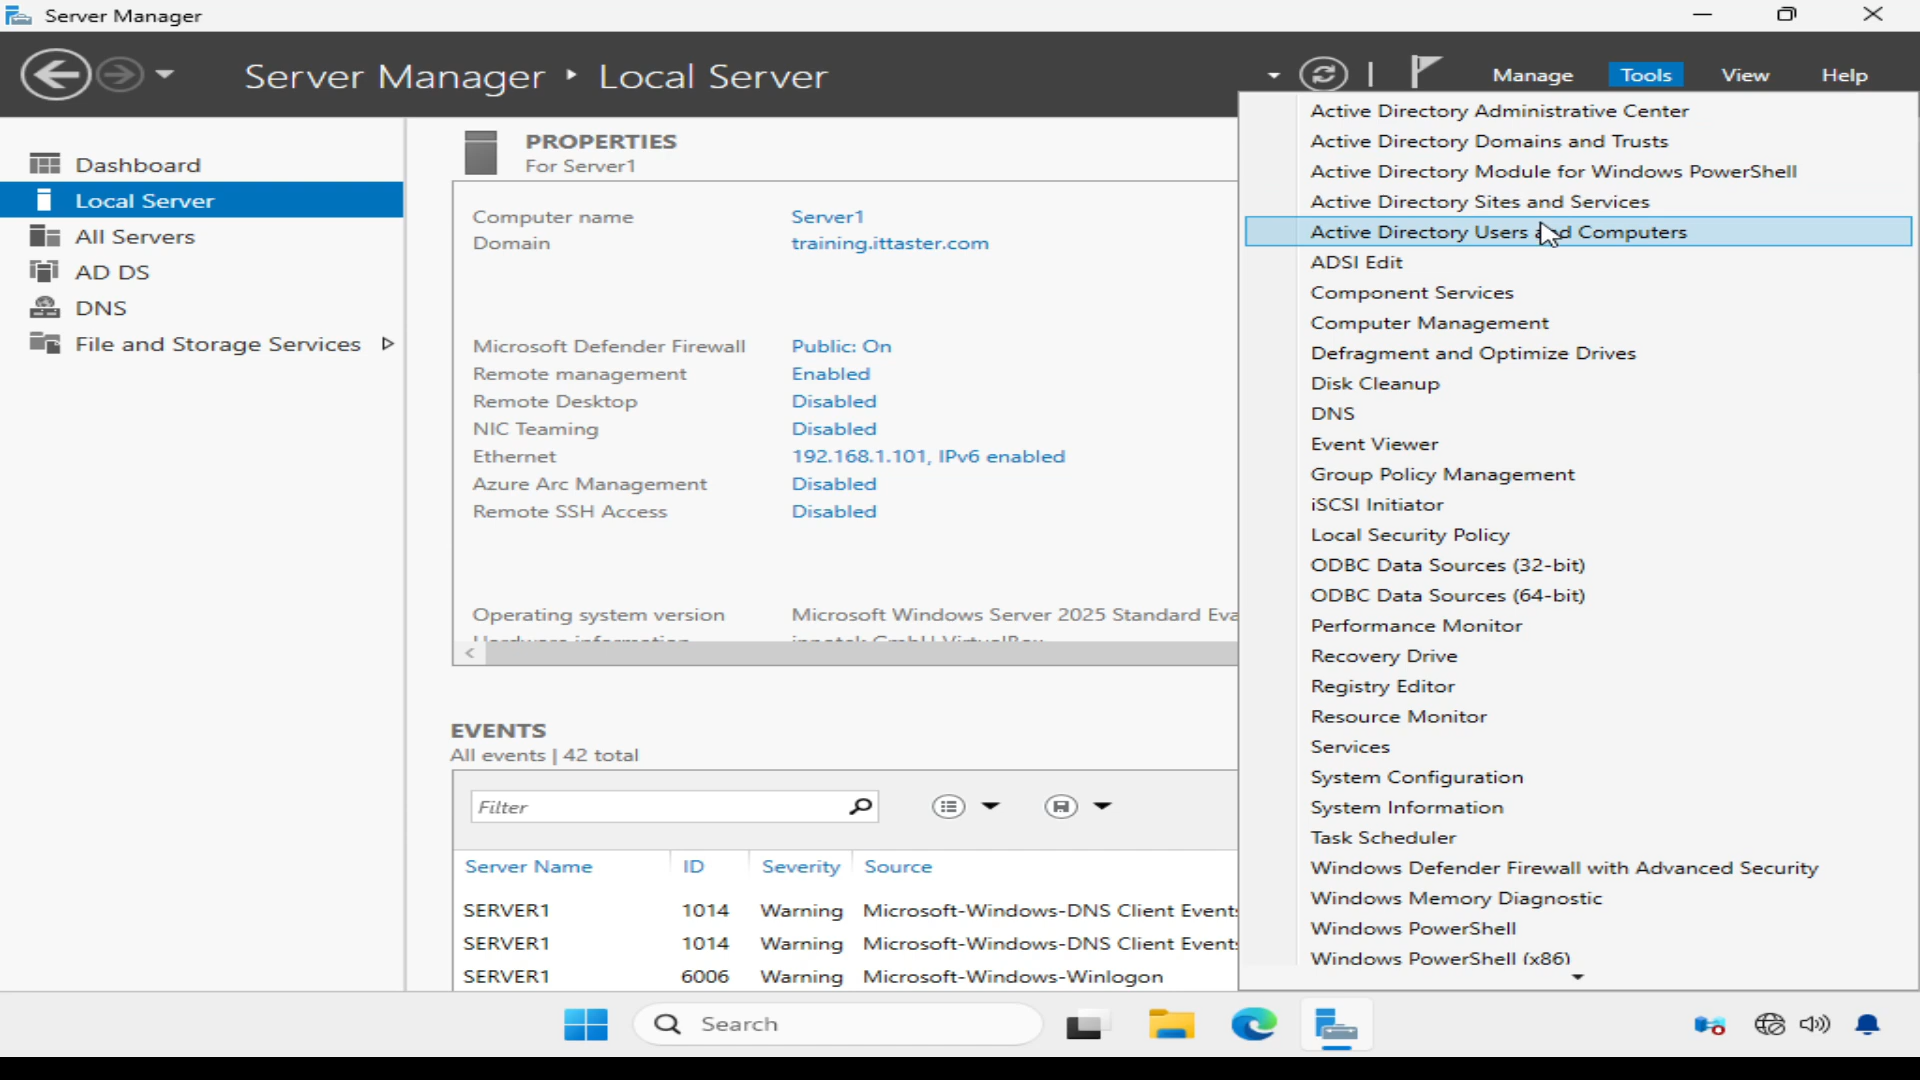 Server Manager
Server Manager ‣ Local Server
Manage
Tools
View
Help
Dashboard
Local Server
All Servers
AD DS
DNS
File and Storage Services
PROPERTIES
For Server1
Computer name Server1
Domain training.ittaster.com
Microsoft Defender Firewall Public: On
Remote management Enabled
Remote Desktop Disabled
NIC Teaming Disabled
Ethernet 192.168.1.101, IPv6 enabled
Azure Arc Management Disabled
Remote SSH Access Disabled
Operating system version Microsoft Windows Server 2025 Standard Eva
EVENTS
All events | 42 total
Filter
Server Name ID Severity Source
SERVER1 1014 Warning Microsoft-Windows-DNS Client Events
SERVER1 1014 Warning Microsoft-Windows-DNS Client Events
SERVER1 6006 Warning Microsoft-Windows-Winlogon
Active Directory Administrative Center
Active Directory Domains and Trusts
Active Directory Module for Windows PowerShell
Active Directory Sites and Services
Active Directory Users and Computers
ADSI Edit
Component Services
Computer Management
Defragment and Optimize Drives
Disk Cleanup
DNS
Event Viewer
Group Policy Management
iSCSI Initiator
Local Security Policy
ODBC Data Sources (32-bit)
ODBC Data Sources (64-bit)
Performance Monitor
Recovery Drive
Registry Editor
Resource Monitor
Services
System Configuration
System Information
Task Scheduler
Windows Defender Firewall with Advanced Security
Windows Memory Diagnostic
Windows PowerShell
Windows PowerShell (x86)
Search